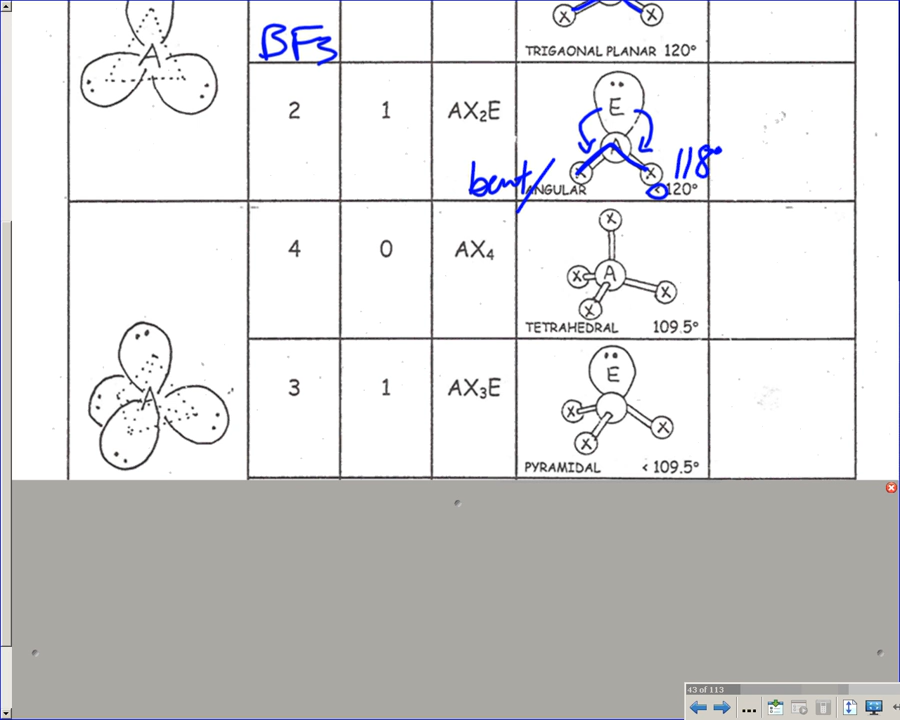 A
X X
TRIGAONAL PLANAR 120°
BF3
2 1 AX₂E
E
A
X X
118°
bent/
ANGULAR < 120°
4 0 AX₄
X
X A
X
X
TETRAHEDRAL 109.5°
A
3 1 AX₃E
E
X
X
X
PYRAMIDAL < 109.5°
43 of 113
...